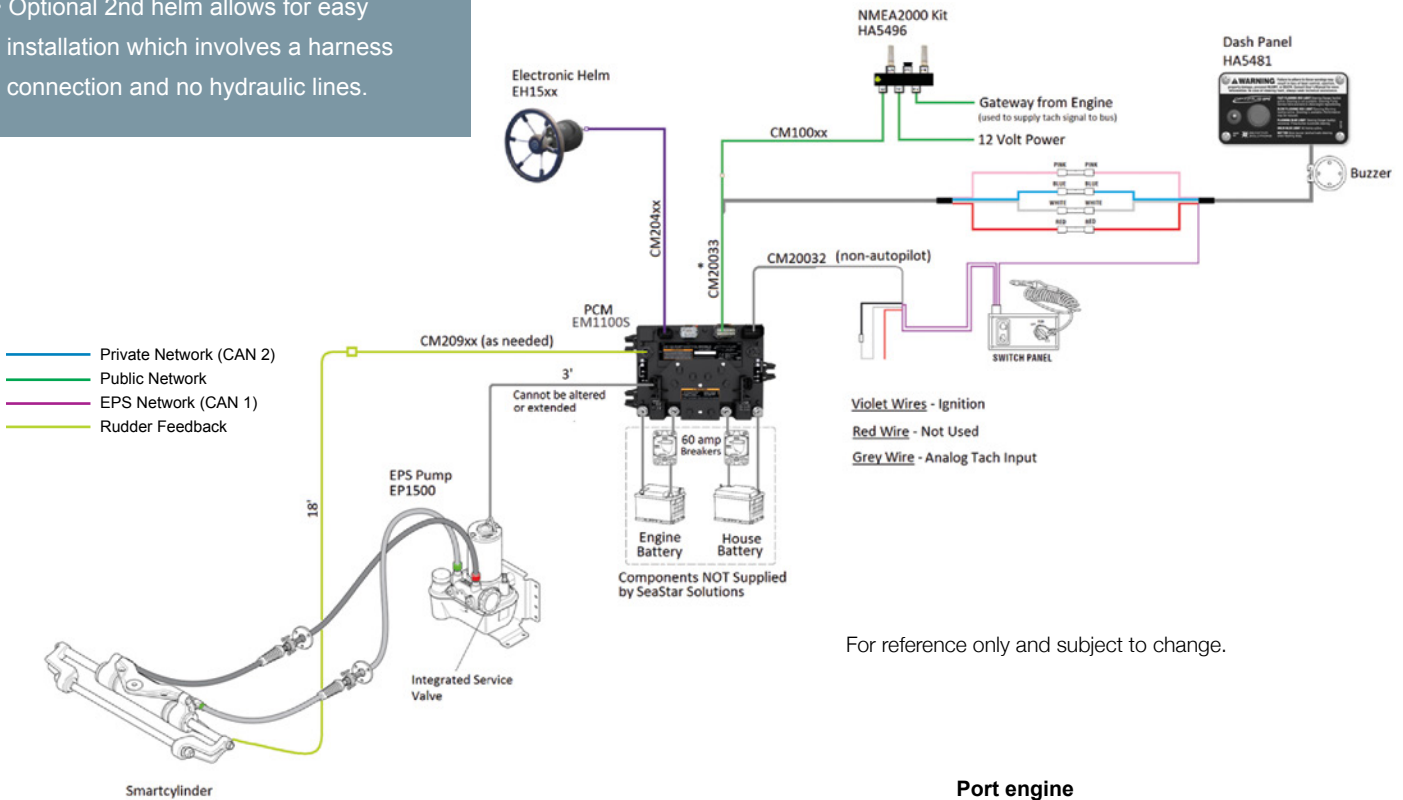 Optional 2nd helm allows for easy
installation which involves a harness
connection and no hydraulic lines.
NMEA2000 Kit
HA5496
Dash Panel
HA5481
Electronic Helm
EH15xx
WARNING
Gateway from Engine
(used to supply tach signal to bus)
12 Volt Power
CM100xx
Buzzer
PINK PINK
BLUE BLUE
WHITE WHITE
RED RED
CM204xx
CM20033 *
CM20032 (non-autopilot)
PCM
EM1100S
SWITCH PANEL
Private Network (CAN 2)
Public Network
EPS Network (CAN 1)
Rudder Feedback
CM209xx (as needed)
3'
Cannot be altered
or extended
Violet Wires - Ignition
Red Wire - Not Used
Grey Wire - Analog Tach Input
60 amp
Breakers
EPS Pump
EP1500
18'
Engine
Battery
House
Battery
Components NOT Supplied
by SeaStar Solutions
For reference only and subject to change.
Integrated Service
Valve
Smartcylinder
Port engine